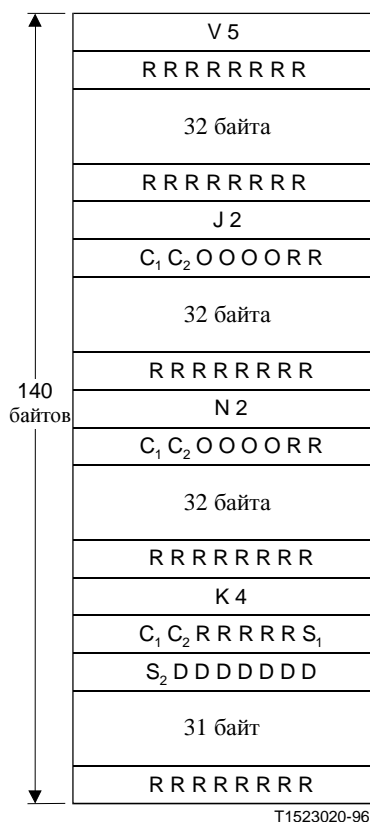 V 5
R R R R R R R R
32 байта
R R R R R R R R
J 2
C₁ C₂ O O O O R R
32 байта
R R R R R R R R
140
байтов
N 2
C₁ C₂ O O O O R R
32 байта
R R R R R R R R
K 4
C₁ C₂ R R R R R S₁
S₂ D D D D D D D
31 байт
R R R R R R R R
T1523020-96